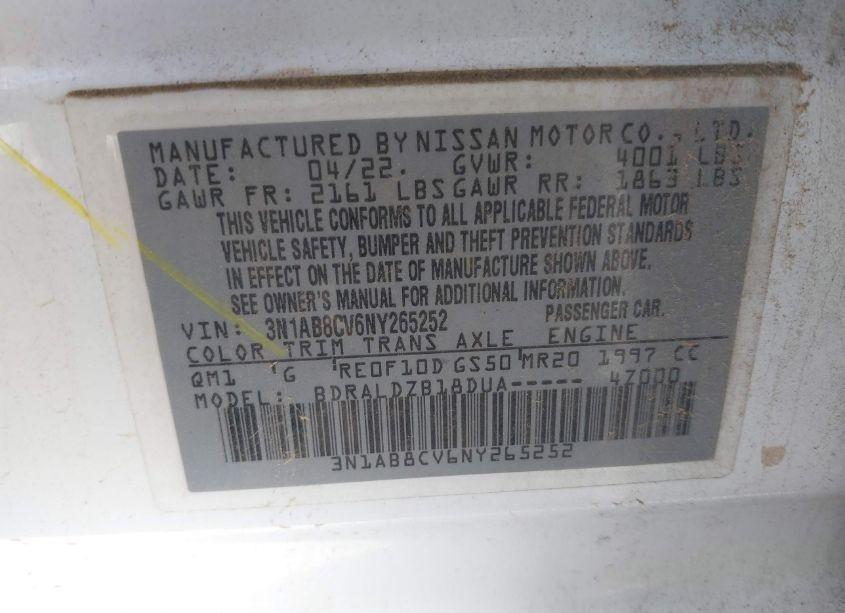 MANUFACTURED BY NISSAN MOTOR CO., LTD.
DATE: 04/22. GVWR: 4001 LBS
GAWR FR: 2161 LBS GAWR RR: 1863 LBS
THIS VEHICLE CONFORMS TO ALL APPLICABLE FEDERAL MOTOR
VEHICLE SAFETY, BUMPER AND THEFT PREVENTION STANDARDS
IN EFFECT ON THE DATE OF MANUFACTURE SHOWN ABOVE.
SEE OWNER'S MANUAL FOR ADDITIONAL INFORMATION.
VIN: 3N1AB8CV6NY265252 PASSENGER CAR.
COLOR TRIM TRANS AXLE ENGINE
QM1 G RE0F10D GS50 MR20 1997 CC
MODEL: BDRALDZB18DUA----- 47000
3N1AB8CV6NY265252